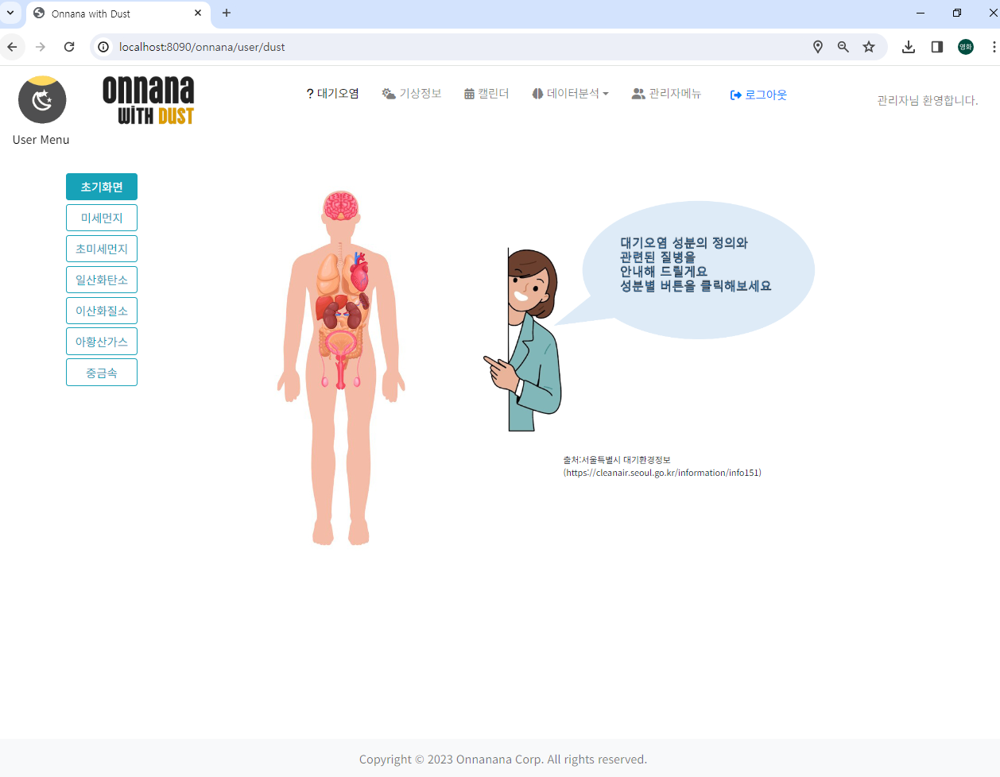 Onnana with Dust
localhost:8090/onnana/user/dust
영화
onnana
WITH DUST
? 대기오염
기상정보
캘린더
데이터분석
관리자메뉴
로그아웃
관리자님 환영합니다.
User Menu
초기화면
미세먼지
초미세먼지
일산화탄소
이산화질소
아황산가스
중금속
대기오염 성분의 정의와
관련된 질병을
안내해 드릴게요
성분별 버튼을 클릭해보세요
출처:서울특별시 대기환경정보
(https://cleanair.seoul.go.kr/information/info151)
Copyright © 2023 Onnanana Corp. All rights reserved.